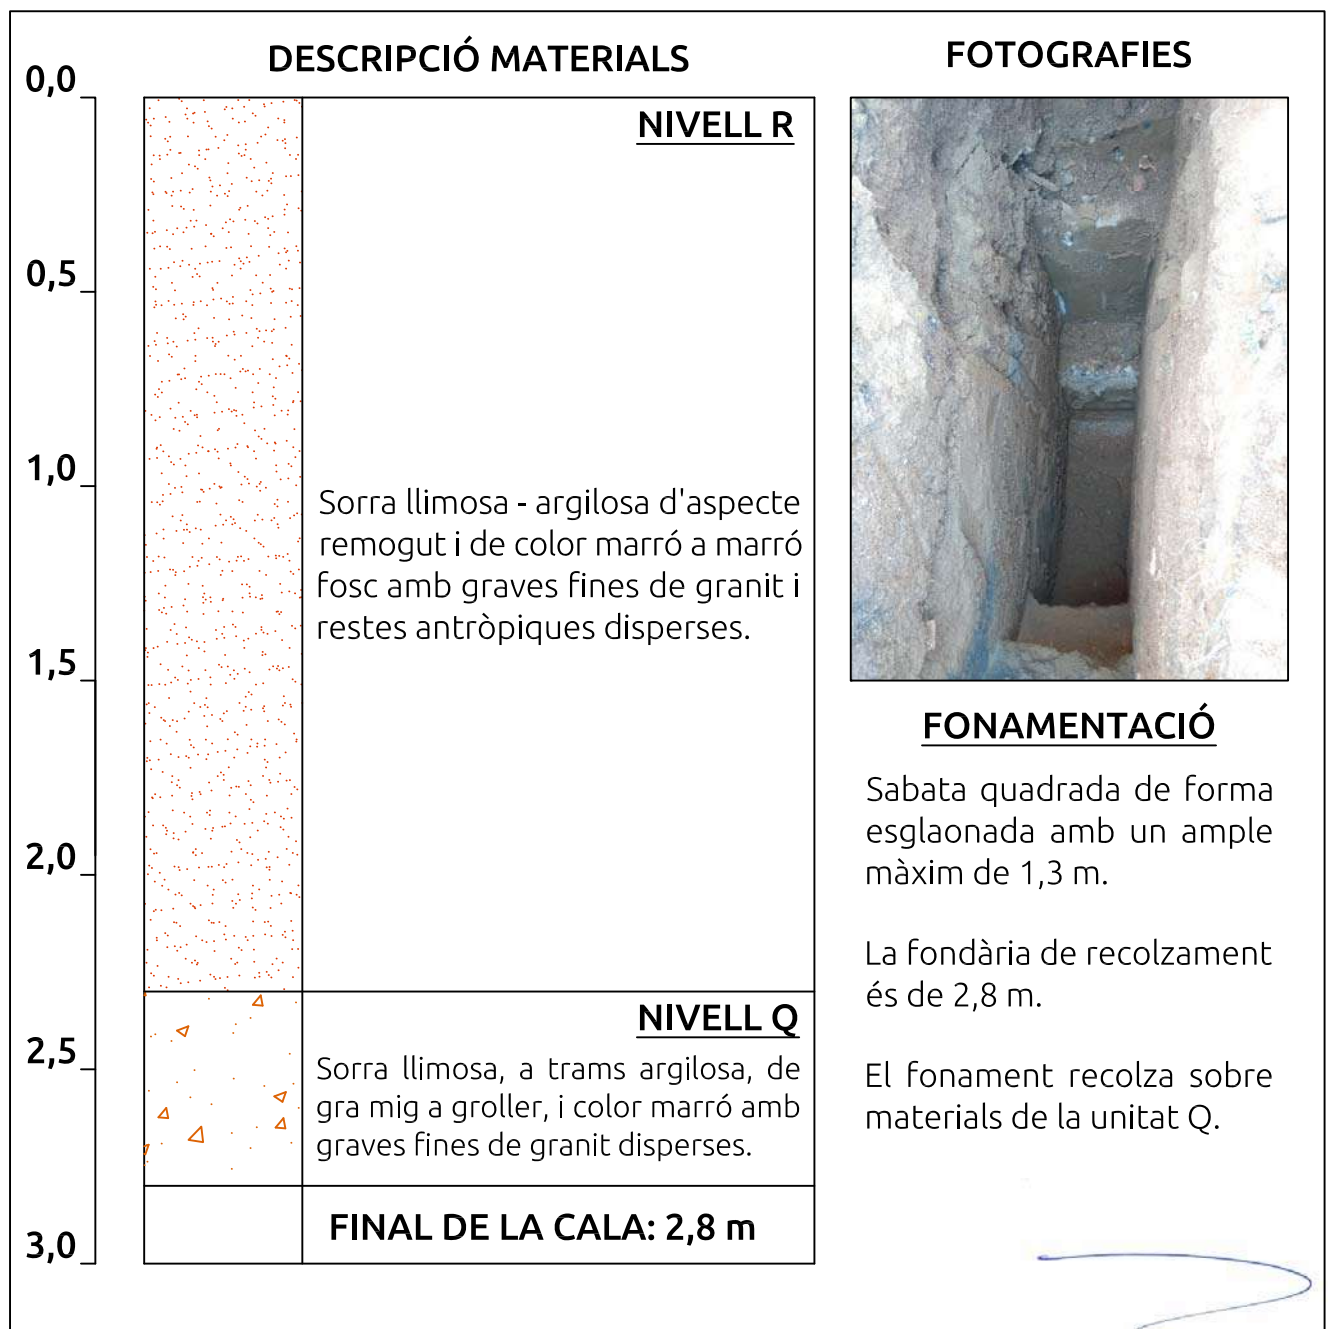 DESCRIPCIÓ MATERIALS
FOTOGRAFIES
0,0
0,5
1,0
1,5
2,0
2,5
3,0
NIVELL R
Sorra llimosa - argilosa d'aspecte
remogut i de color marró a marró
fosc amb graves fines de granit i
restes antròpiques disperses.
NIVELL Q
Sorra llimosa, a trams argilosa, de
gra mig a groller, i color marró amb
graves fines de granit disperses.
FINAL DE LA CALA: 2,8 m
FONAMENTACIÓ
Sabata quadrada de forma
esglaonada amb un ample
màxim de 1,3 m.
La fondària de recolzament
és de 2,8 m.
El fonament recolza sobre
materials de la unitat Q.